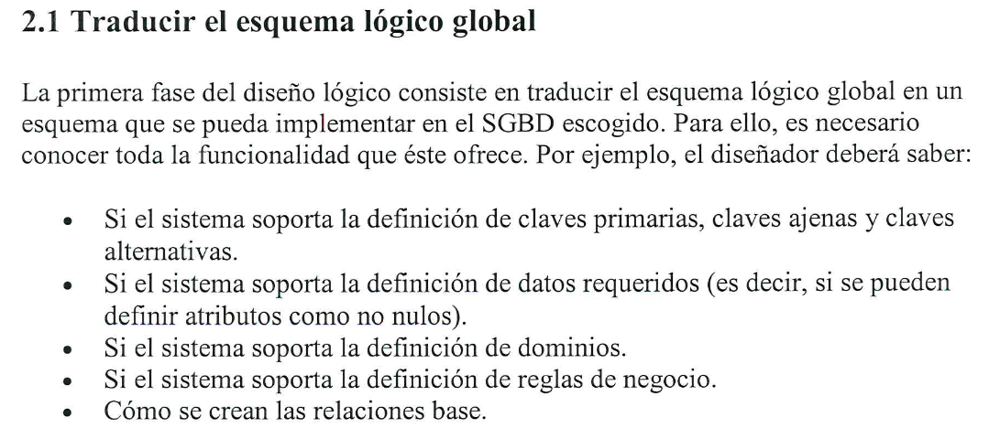 2.1 Traducir el esquema lógico global
La primera fase del diseño lógico consiste en traducir el esquema lógico global en un
esquema que se pueda implementar en el SGBD escogido. Para ello, es necesario
conocer toda la funcionalidad que éste ofrece. Por ejemplo, el diseñador deberá saber:
• Si el sistema soporta la definición de claves primarias, claves ajenas y claves
alternativas.
• Si el sistema soporta la definición de datos requeridos (es decir, si se pueden
definir atributos como no nulos).
• Si el sistema soporta la definición de dominios.
• Si el sistema soporta la definición de reglas de negocio.
• Cómo se crean las relaciones base.